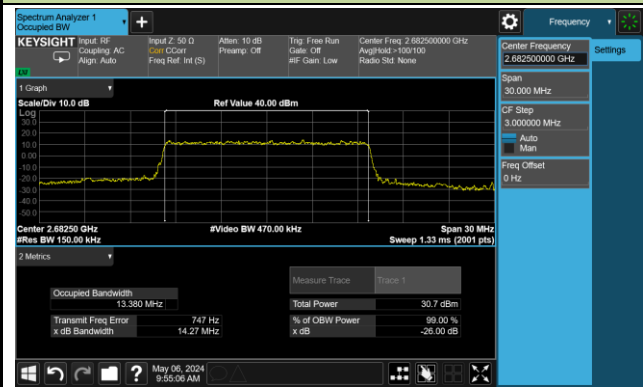 Spectrum Analyzer 1
Occupied BW
Frequency
KEYSIGHT
Input: RF
Coupling: AC
Align: Auto
Input Z: 50 Ω
Corr CCorr
Freq Ref: Int (S)
Atten: 10 dB
Preamp: Off
Trig: Free Run
Gate: Off
#IF Gain: Low
Center Freq: 2.682500000 GHz
Avg|Hold:>100/100
Radio Std: None
LW
Center Frequency
2.682500000 GHz
Settings
Span
30.000 MHz
CF Step
3.000000 MHz
Auto
Man
Freq Offset
0 Hz
1 Graph
Scale/Div 10.0 dB
Ref Value 40.00 dBm
Log
30.0
20.0
10.0
0.00
-10.0
-20.0
-30.0
-40.0
-50.0
Center 2.68250 GHz
#Video BW 470.00 kHz
Span 30 MHz
#Res BW 150.00 kHz
Sweep 1.33 ms (2001 pts)
2 Metrics
Measure Trace
Trace 1
Occupied Bandwidth
13.380 MHz
Total Power
30.7 dBm
Transmit Freq Error
747 Hz
% of OBW Power
99.00 %
x dB Bandwidth
14.27 MHz
x dB
-26.00 dB
May 06, 2024
9:55:06 AM